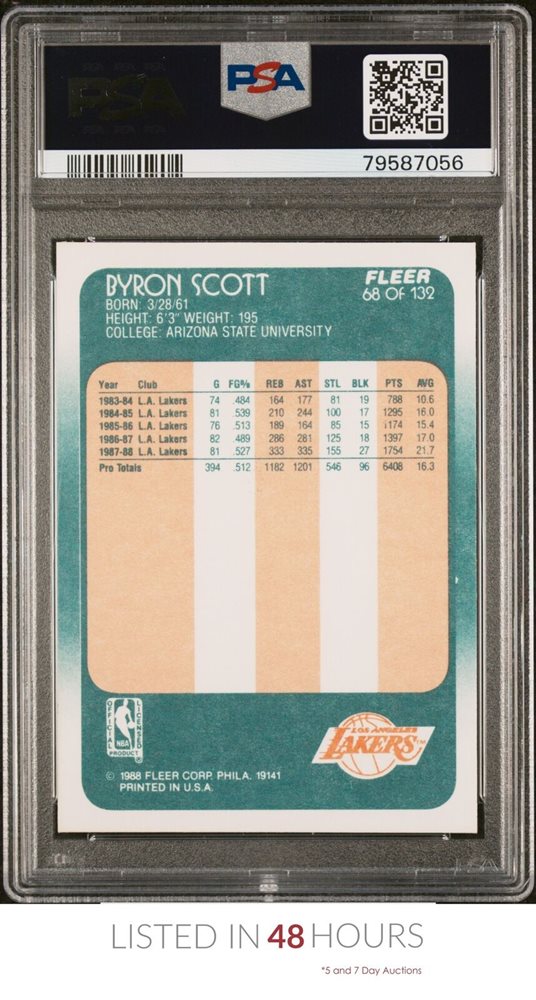 PSA
PSA
79587056
BYRON SCOTT
FLEER
68 OF 132
BORN: 3/28/61
HEIGHT: 6'3" WEIGHT: 195
COLLEGE: ARIZONA STATE UNIVERSITY
Year Club G FG% REB AST STL BLK PTS AVG
1983-84 L.A. Lakers 74 .484 164 177 81 19 788 10.6
1984-85 L.A. Lakers 81 .539 210 244 100 17 1295 16.0
1985-86 L.A. Lakers 76 .513 189 164 85 15 1174 15.4
1986-87 L.A. Lakers 82 .489 286 281 125 18 1397 17.0
1987-88 L.A. Lakers 81 .527 333 335 155 27 1754 21.7
Pro Totals 394 .512 1182 1201 546 96 6408 16.3
OFFICIAL
LICENSED
NBA
PRODUCT
LOS ANGELES
LAKERS™
© 1988 FLEER CORP. PHILA. 19141
PRINTED IN U.S.A.
LISTED IN 48 HOURS
*5 and 7 Day Auctions